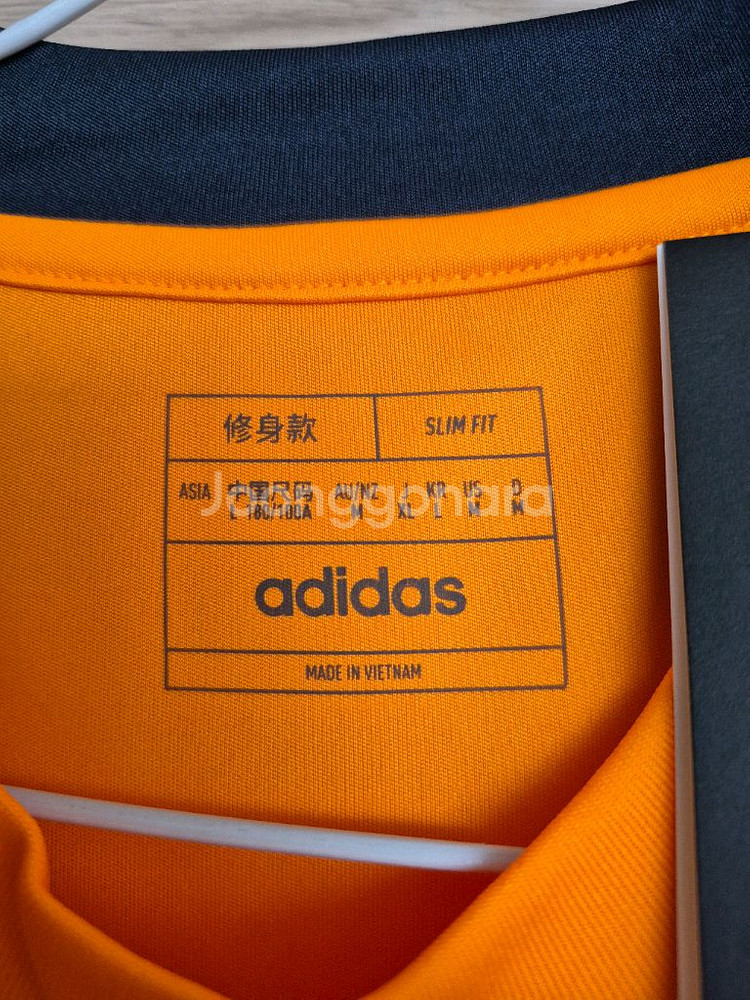 修身款 SLIM FIT
ASIA 中国尺码 AU/NZ J KR US D
L 180/100A M XL L M M
Joonggonara
adidas
MADE IN VIETNAM